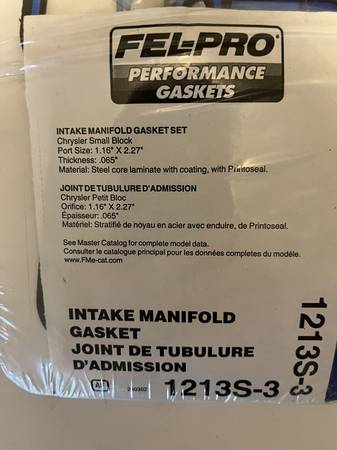 FEL-PRO
PERFORMANCE
GASKETS
INTAKE MANIFOLD GASKET SET
Chrysler Small Block
Port Size: 1.16" X 2.27"
Thickness: .065"
Material: Steel core laminate with coating, with Printoseal.
JOINT DE TUBULURE D'ADMISSION
Chrysler Petit Bloc
Orifice: 1.16" X 2.27"
Épaisseur: .065"
Matériel: Stratifié de noyau en acier avec enduire, de Printoseal.
See Master Catalog for complete model data.
Consulter le catalogue principal pour les données completes du modéle.
www.FMe-cat.com
INTAKE MANIFOLD
GASKET
JOINT DE TUBULURE
D'ADMISSION
1213S-3
1213S-3